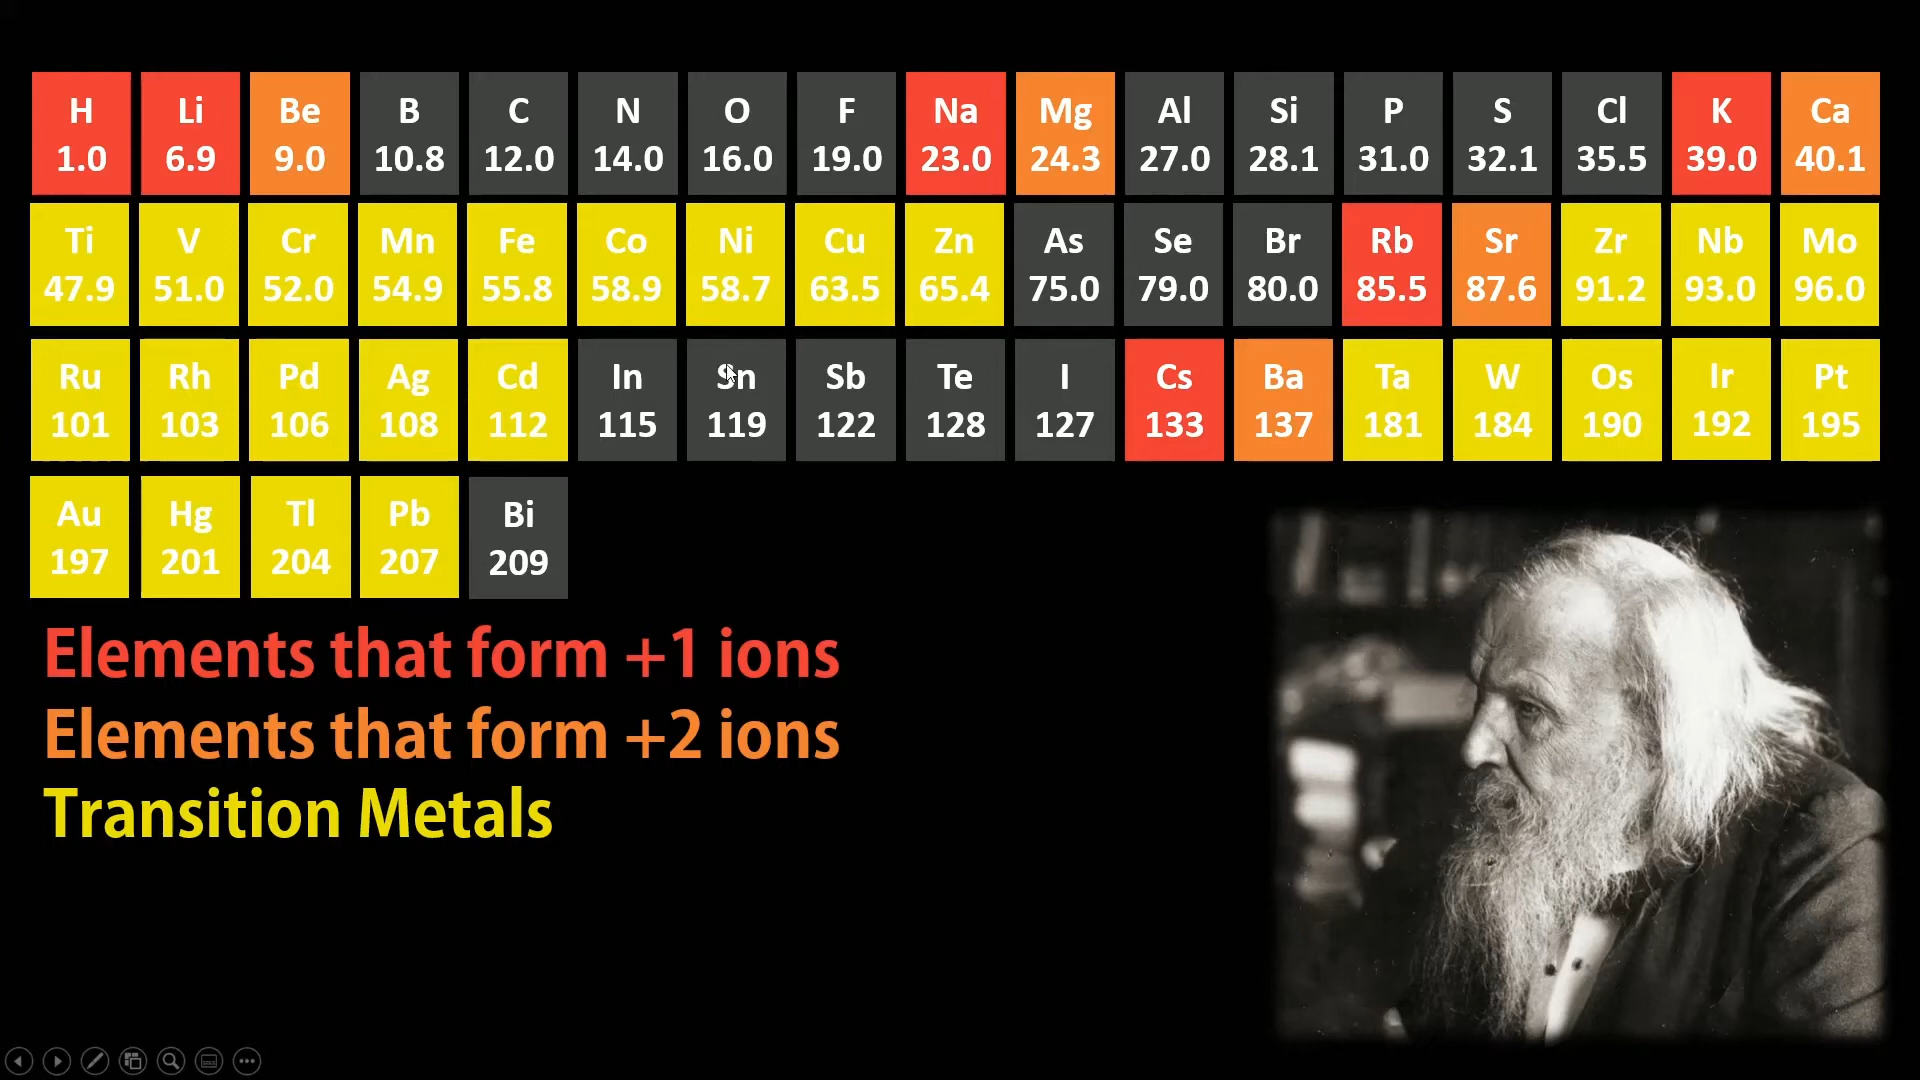 H Li Be B C N O F Na Mg Al Si P S Cl K Ca
1.0 6.9 9.0 10.8 12.0 14.0 16.0 19.0 23.0 24.3 27.0 28.1 31.0 32.1 35.5 39.0 40.1
Ti V Cr Mn Fe Co Ni Cu Zn As Se Br Rb Sr Zr Nb Mo
47.9 51.0 52.0 54.9 55.8 58.9 58.7 63.5 65.4 75.0 79.0 80.0 85.5 87.6 91.2 93.0 96.0
Ru Rh Pd Ag Cd In Sn Sb Te I Cs Ba Ta W Os Ir Pt
101 103 106 108 112 115 119 122 128 127 133 137 181 184 190 192 195
Au Hg Tl Pb Bi
197 201 204 207 209
Elements that form +1 ions
Elements that form +2 ions
Transition Metals